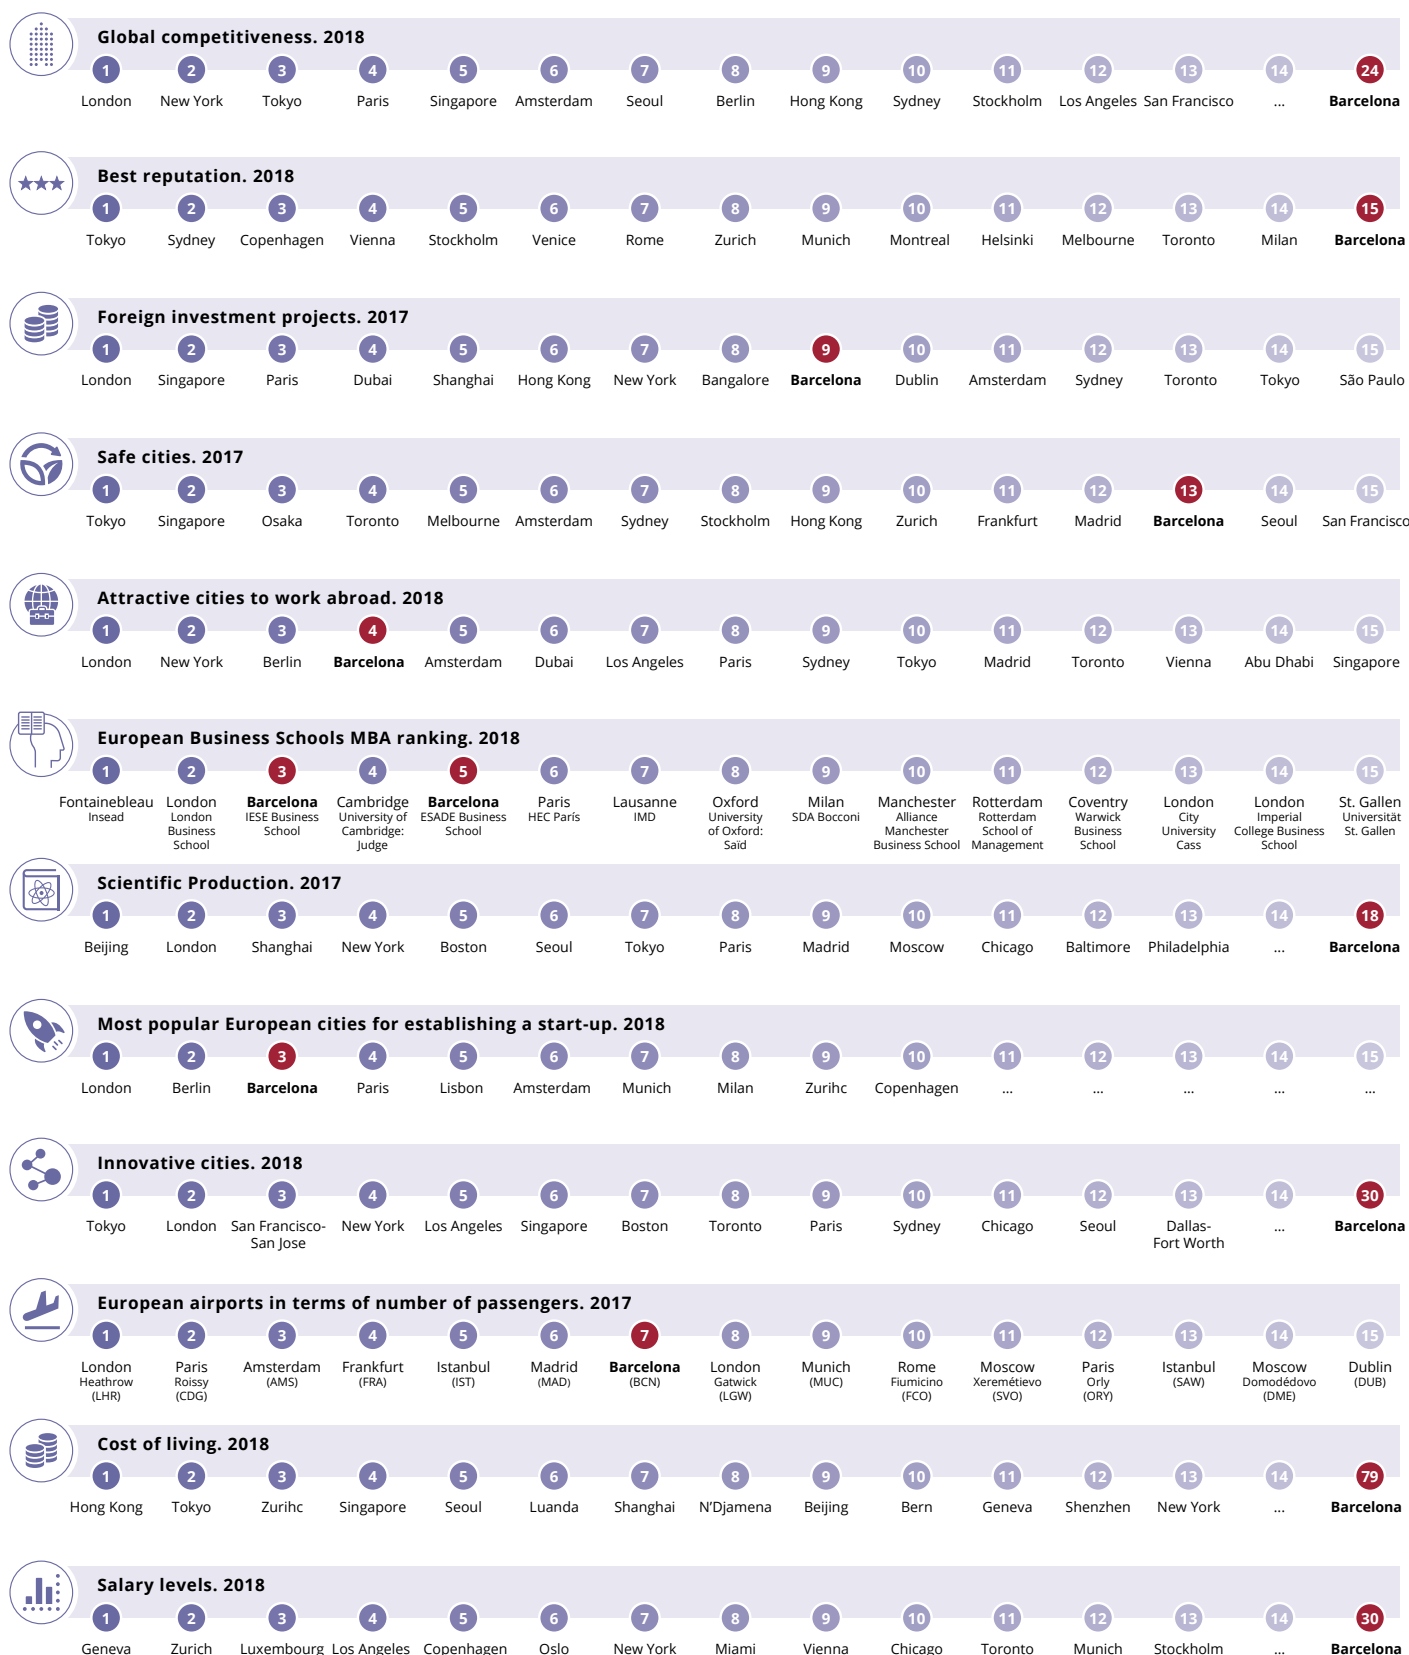 Global competitiveness. 2018
1 2 3 4 5 6 7 8 9 10 11 12 13 14 24
London New York Tokyo Paris Singapore Amsterdam Seoul Berlin Hong Kong Sydney Stockholm Los Angeles San Francisco ... Barcelona
Best reputation. 2018
1 2 3 4 5 6 7 8 9 10 11 12 13 14 15
Tokyo Sydney Copenhagen Vienna Stockholm Venice Rome Zurich Munich Montreal Helsinki Melbourne Toronto Milan Barcelona
Foreign investment projects. 2017
1 2 3 4 5 6 7 8 9 10 11 12 13 14 15
London Singapore Paris Dubai Shanghai Hong Kong New York Bangalore Barcelona Dublin Amsterdam Sydney Toronto Tokyo São Paulo
Safe cities. 2017
1 2 3 4 5 6 7 8 9 10 11 12 13 14 15
Tokyo Singapore Osaka Toronto Melbourne Amsterdam Sydney Stockholm Hong Kong Zurich Frankfurt Madrid Barcelona Seoul San Francisco
Attractive cities to work abroad. 2018
1 2 3 4 5 6 7 8 9 10 11 12 13 14 15
London New York Berlin Barcelona Amsterdam Dubai Los Angeles Paris Sydney Tokyo Madrid Toronto Vienna Abu Dhabi Singapore
European Business Schools MBA ranking. 2018
1 2 3 4 5 6 7 8 9 10 11 12 13 14 15
Fontainebleau London Barcelona Cambridge Barcelona Paris Lausanne Oxford Milan Manchester Rotterdam Coventry London London St. Gallen
Insead London IESE Business University of ESADE Business HEC París IMD University SDA Bocconi Alliance Rotterdam Warwick City Imperial Universität
Business School Cambridge: School of Oxford: Manchester School of Business University College Business St. Gallen
School Judge Saïd Business School Management School Cass School
Scientific Production. 2017
1 2 3 4 5 6 7 8 9 10 11 12 13 14 18
Beijing London Shanghai New York Boston Seoul Tokyo Paris Madrid Moscow Chicago Baltimore Philadelphia ... Barcelona
Most popular European cities for establishing a start-up. 2018
1 2 3 4 5 6 7 8 9 10 11 12 13 14 15
London Berlin Barcelona Paris Lisbon Amsterdam Munich Milan Zurihc Copenhagen ... ... ... ... ...
Innovative cities. 2018
1 2 3 4 5 6 7 8 9 10 11 12 13 14 30
Tokyo London San Francisco- New York Los Angeles Singapore Boston Toronto Paris Sydney Chicago Seoul Dallas- ... Barcelona
San Jose Fort Worth
European airports in terms of number of passengers. 2017
1 2 3 4 5 6 7 8 9 10 11 12 13 14 15
London Paris Amsterdam Frankfurt Istanbul Madrid Barcelona London Munich Rome Moscow Paris Istanbul Moscow Dublin
Heathrow Roissy (AMS) (FRA) (IST) (MAD) (BCN) Gatwick (MUC) Fiumicino Xeremétievo Orly (SAW) Domodédovo (DUB)
(LHR) (CDG) (LGW) (FCO) (SVO) (ORY) (DME)
Cost of living. 2018
1 2 3 4 5 6 7 8 9 10 11 12 13 14 79
Hong Kong Tokyo Zurihc Singapore Seoul Luanda Shanghai N'Djamena Beijing Bern Geneva Shenzhen New York ... Barcelona
Salary levels. 2018
1 2 3 4 5 6 7 8 9 10 11 12 13 14 30
Geneva Zurich Luxembourg Los Angeles Copenhagen Oslo New York Miami Vienna Chicago Toronto Munich Stockholm ... Barcelona